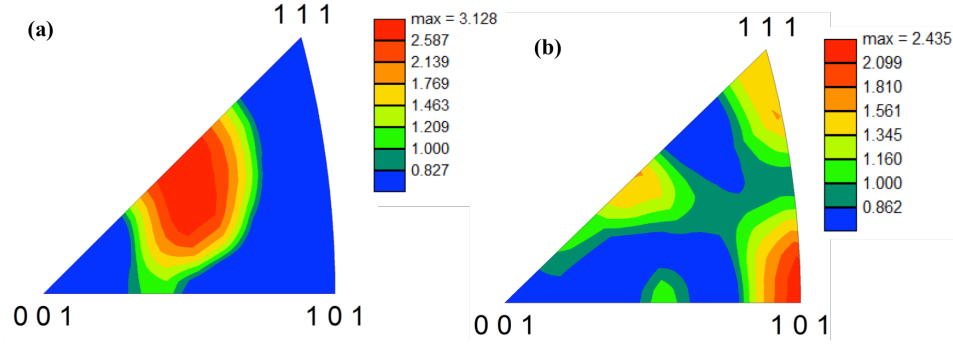 (a)
1 1 1
max = 3.128
2.587
2.139
1.769
1.463
1.209
1.000
0.827
0 0 1
1 0 1
(b)
1 1 1
max = 2.435
2.099
1.810
1.561
1.345
1.160
1.000
0.862
0 0 1
1 0 1